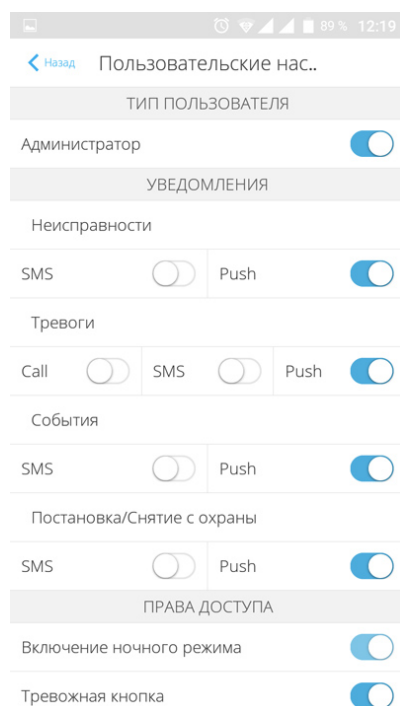 89 % 12:19
Назад Пользовательские нас..
ТИП ПОЛЬЗОВАТЕЛЯ
Администратор
УВЕДОМЛЕНИЯ
Неисправности
SMS Push
Тревоги
Call SMS Push
События
SMS Push
Постановка/Снятие с охраны
SMS Push
ПРАВА ДОСТУПА
Включение ночного режима
Тревожная кнопка